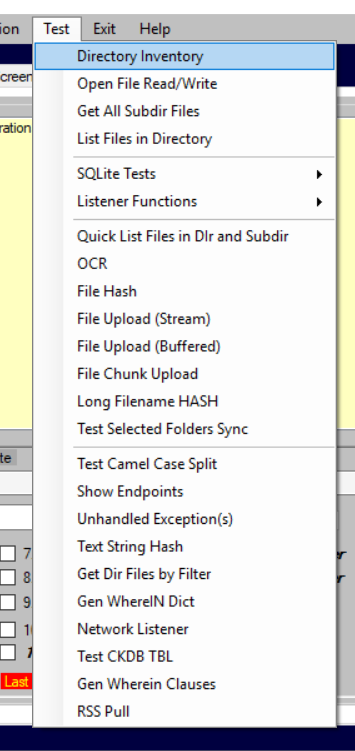 ion Test Exit Help
creen
ration
Directory Inventory
Open File Read/Write
Get All Subdir Files
List Files in Directory
SQLite Tests
Listener Functions
Quick List Files in DIr and Subdir
OCR
File Hash
File Upload (Stream)
File Upload (Buffered)
File Chunk Upload
Long Filename HASH
Test Selected Folders Sync
te
Test Camel Case Split
Show Endpoints
Unhandled Exception(s)
7 Text String Hash er
8 Get Dir Files by Filter r
9 Gen WhereIN Dict
1 Network Listener
Test CKDB TBL
Last Gen Wherein Clauses
RSS Pull